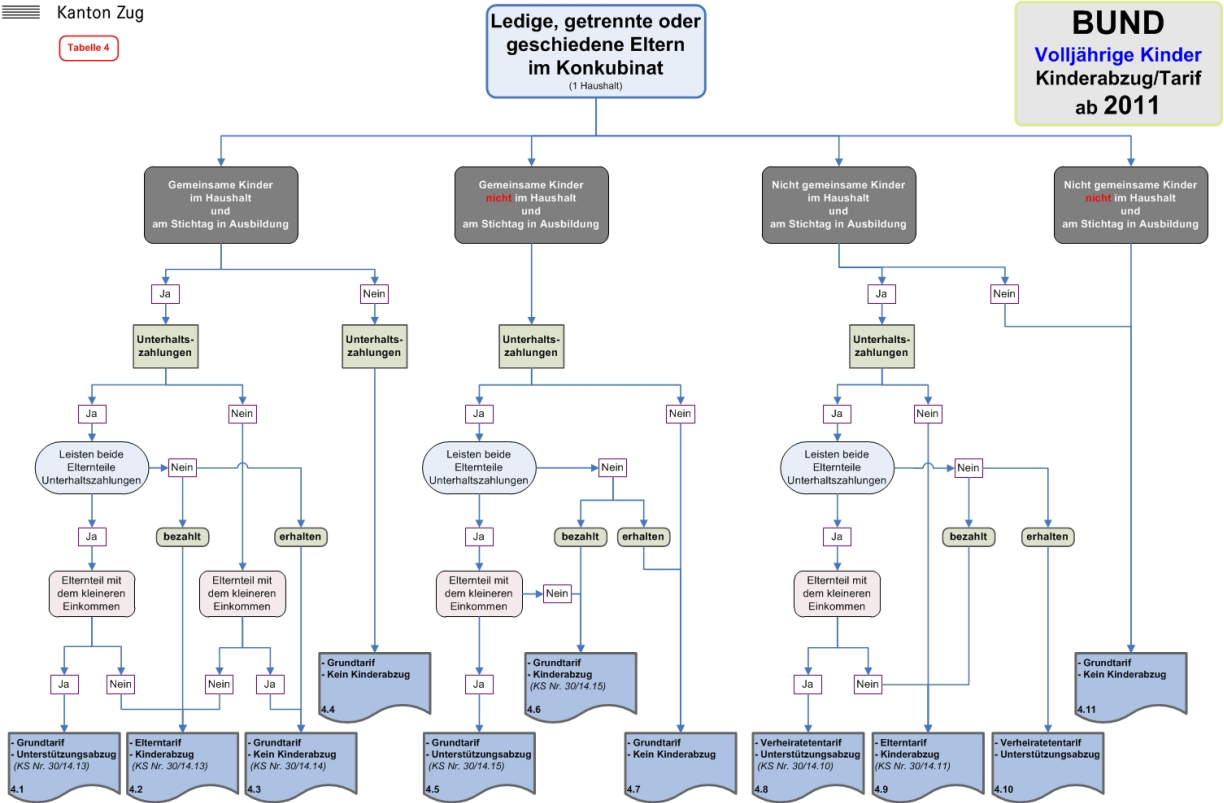 Kanton Zug
Tabelle 4
Ledige, getrennte oder
geschiedene Eltern
im Konkubinat
(1 Haushalt)
BUND
Volljährige Kinder
Kinderabzug/Tarif
ab 2011
Gemeinsame Kinder
im Haushalt
und
am Stichtag in Ausbildung
Gemeinsame Kinder
nicht im Haushalt
und
am Stichtag in Ausbildung
Nicht gemeinsame Kinder
im Haushalt
und
am Stichtag in Ausbildung
Nicht gemeinsame Kinder
nicht im Haushalt
und
am Stichtag in Ausbildung
Ja
Nein
Ja
Nein
Unterhalts-
zahlungen
Unterhalts-
zahlungen
Unterhalts-
zahlungen
Unterhalts-
zahlungen
Ja
Nein
Ja
Nein
Ja
Nein
Leisten beide
Elternteile
Unterhaltszahlungen
Nein
Leisten beide
Elternteile
Unterhaltszahlungen
Nein
Leisten beide
Elternteile
Unterhaltszahlungen
Nein
Ja
bezahlt
erhalten
Ja
bezahlt
erhalten
Ja
bezahlt
erhalten
Elternteil mit
dem kleineren
Einkommen
Elternteil mit
dem kleineren
Einkommen
Elternteil mit
dem kleineren
Einkommen
Nein
Elternteil mit
dem kleineren
Einkommen
Ja
Nein
Nein
Ja
Ja
Ja
Nein
- Grundtarif
- Kein Kinderabzug
4.4
- Grundtarif
- Kinderabzug
(KS Nr. 30/14.15)
4.6
- Grundtarif
- Kein Kinderabzug
4.11
- Grundtarif
- Unterstützungsabzug
(KS Nr. 30/14.13)
4.1
- Elterntarif
- Kinderabzug
(KS Nr. 30/14.13)
4.2
- Grundtarif
- Kein Kinderabzug
(KS Nr. 30/14.14)
4.3
- Grundtarif
- Unterstützungsabzug
(KS Nr. 30/14.15)
4.5
- Grundtarif
- Kein Kinderabzug
4.7
- Verheiratetentarif
- Unterstützungsabzug
(KS Nr. 30/14.10)
4.8
- Elterntarif
- Kinderabzug
(KS Nr. 30/14.11)
4.9
- Verheiratetentarif
- Unterstützungsabzug
4.10